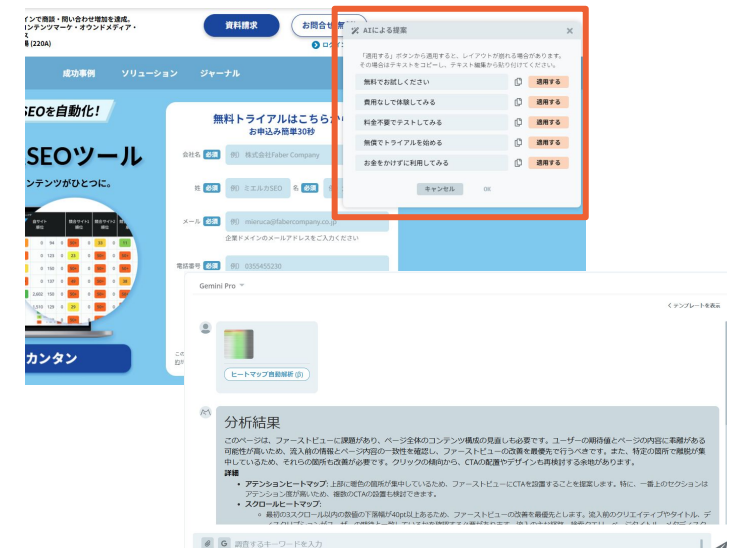 インで商談・問い合わせ増加を達成。
コンテンツマーケ・オウンドメディア・
ス
場 (220A)
資料請求
お問合せ
ログイン
成功事例
ソリューション
ジャーナル
SEOを自動化!
SEOツール
ンテンツがひとつに。
カンタン
無料トライアルはこちらから
お申込み簡単30秒
会社名 必須 例）株式会社Faber Company
姓 必須 例）ミエルカSEO 名 必須
メール 必須 例）mieruca@fabercompany.co.jp
企業ドメインのメールアドレスをご入力ください
電話番号 必須 例）0355455230
AIによる提案
「適用する」ボタンから適用すると、レイアウトが崩れる場合があります。
その場合はテキストをコピーし、テキスト編集から貼り付けてください。
無料でお試しください 適用する
費用なしで体験してみる 適用する
料金不要でテストしてみる 適用する
無償でトライアルを始める 適用する
お金をかけずに利用してみる 適用する
キャンセル OK
Gemini Pro
< テンプレートを表示
ヒートマップ自動解析 (β)
分析結果
このページは、ファーストビューに課題があり、ページ全体のコンテンツ構成の見直しも必要です。ユーザーの期待値とページの内容に乖離がある
可能性が高いため、流入前の情報とページ内容の一致性を確認し、ファーストビューの改善を最優先で行うべきです。また、特定の箇所で離脱が集
中しているため、それらの箇所も改善が必要です。クリックの傾向から、CTAの配置やデザインも再検討する余地があります。
詳細
• アテンションヒートマップ: 上部に暖色の箇所が集中しているため、ファーストビューにCTAを設置することを提案します。特に、一番上のセクションは
アテンション度が高いため、複数のCTAの設置も検討できます。
• スクロールヒートマップ:
最初の3スクロール以内の数値の下落幅が40pt以上あるため、ファーストビューの改善を最優先とします。流入前のクリエイティブやタイトル、デ
調査するキーワードを入力